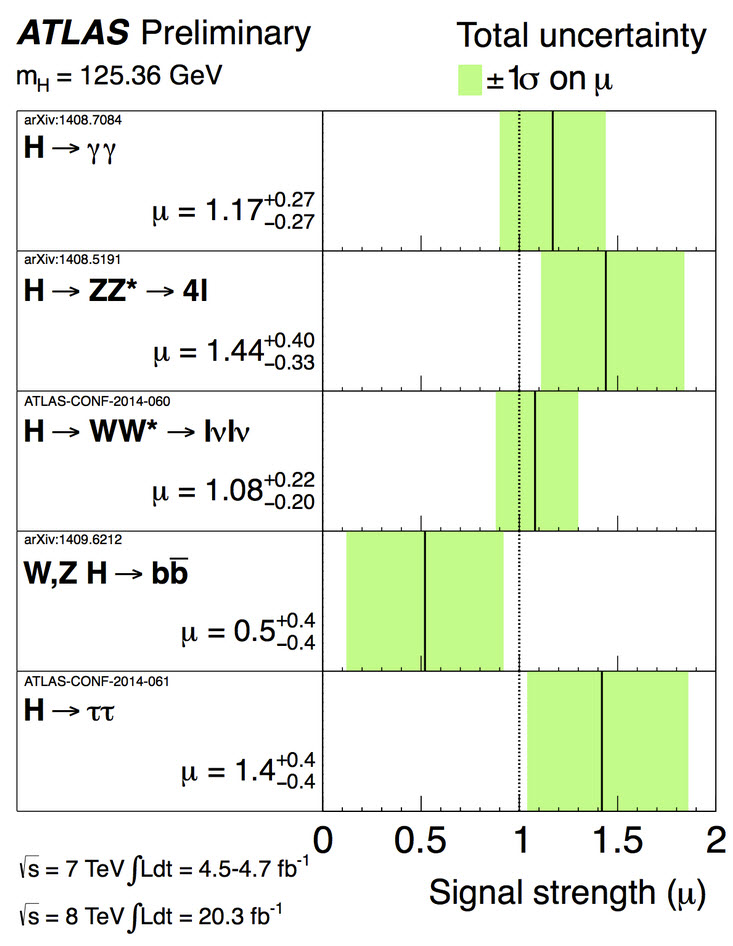 ATLAS Preliminary
m_H = 125.36 GeV
Total uncertainty
±1σ on μ
arXiv:1408.7084
H → γγ
μ = 1.17 +0.27 −0.27
arXiv:1408.5191
H → ZZ* → 4l
μ = 1.44 +0.40 −0.33
ATLAS-CONF-2014-060
H → WW* → lνlν
μ = 1.08 +0.22 −0.20
arXiv:1409.6212
W,Z H → bb̅
μ = 0.5 +0.4 −0.4
ATLAS-CONF-2014-061
H → ττ
μ = 1.4 +0.4 −0.4
0 0.5 1 1.5 2
√s = 7 TeV ∫Ldt = 4.5-4.7 fb⁻¹
Signal strength (μ)
√s = 8 TeV ∫Ldt = 20.3 fb⁻¹